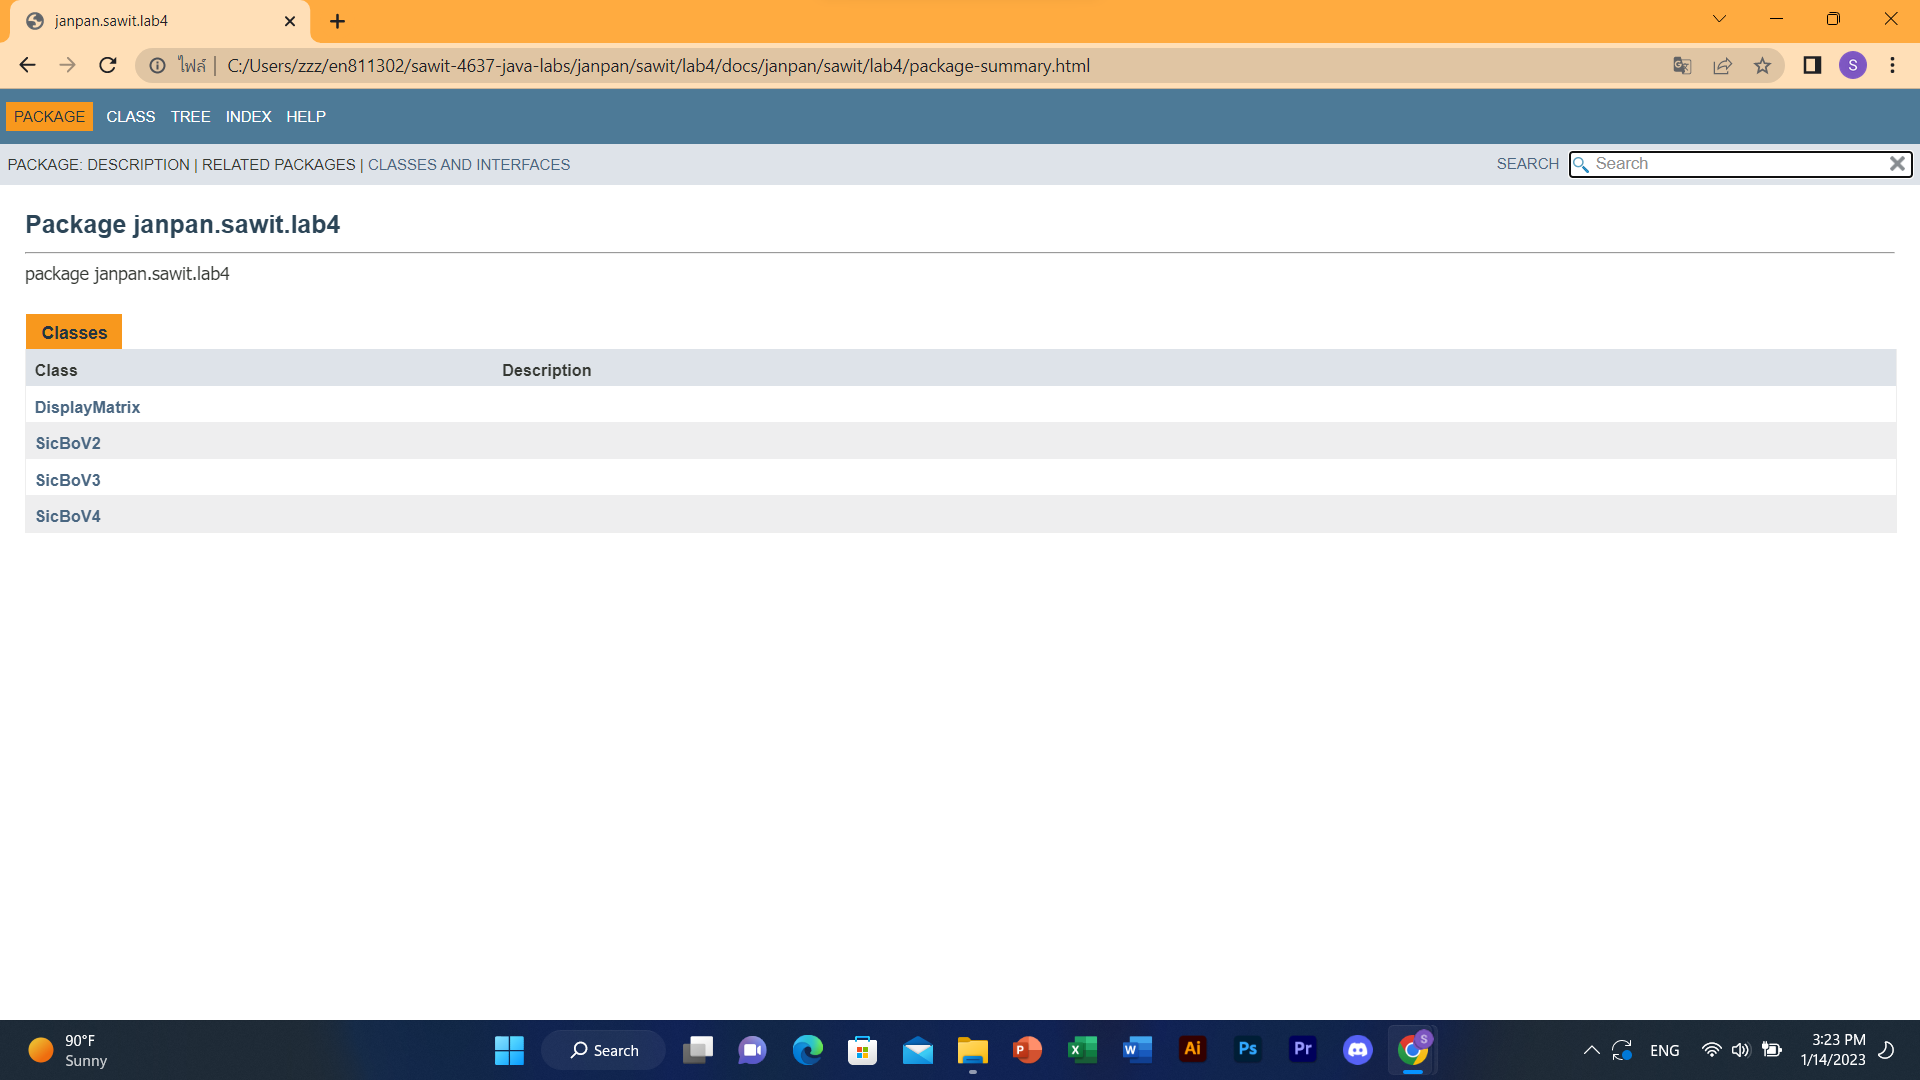 janpan.sawit.lab4
ไฟล์ | C:/Users/zzz/en811302/sawit-4637-java-labs/janpan/sawit/lab4/docs/janpan/sawit/lab4/package-summary.html
S
PACKAGE CLASS TREE INDEX HELP
PACKAGE: DESCRIPTION | RELATED PACKAGES | CLASSES AND INTERFACES
SEARCH Search
Package janpan.sawit.lab4
package janpan.sawit.lab4
Classes
Class Description
DisplayMatrix
SicBoV2
SicBoV3
SicBoV4
90°F
Sunny
Search
P
X
W
Ai
Ps
Pr
S
ENG
3:23 PM
1/14/2023